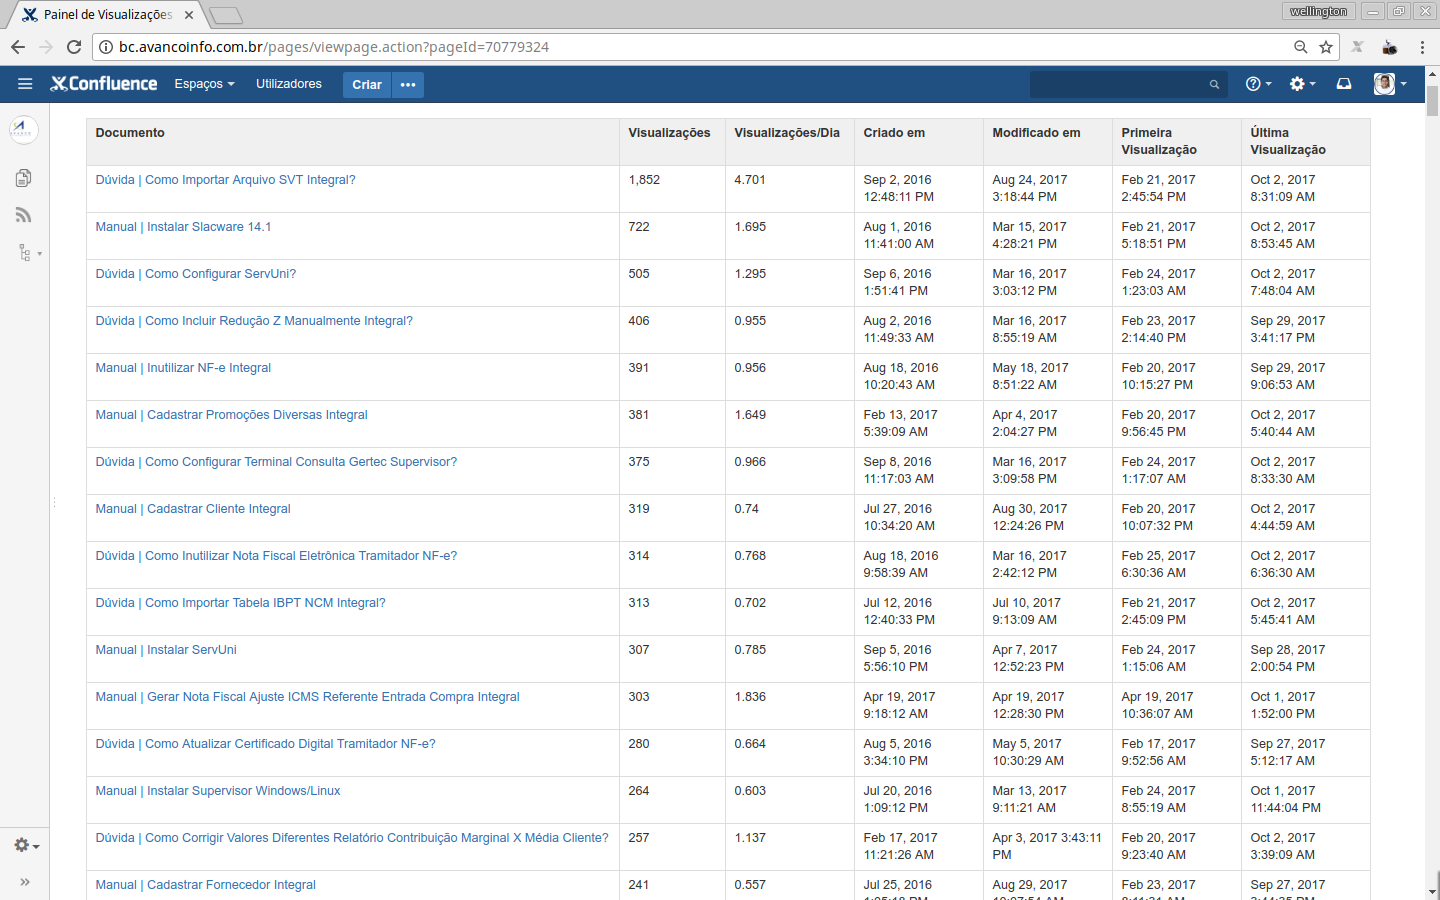 Painel de Visualizações
wellington
bc.avancoinfo.com.br/pages/viewpage.action?pageId=70779324
Confluence Espaços Utilizadores Criar
Documento Visualizações Visualizações/Dia Criado em Modificado em Primeira Visualização Última Visualização
Dúvida | Como Importar Arquivo SVT Integral? 1,852 4.701 Sep 2, 2016 12:48:11 PM Aug 24, 2017 3:18:44 PM Feb 21, 2017 2:45:54 PM Oct 2, 2017 8:31:09 AM
Manual | Instalar Slacware 14.1 722 1.695 Aug 1, 2016 11:41:00 AM Mar 15, 2017 4:28:21 PM Feb 21, 2017 5:18:51 PM Oct 2, 2017 8:53:45 AM
Dúvida | Como Configurar ServUni? 505 1.295 Sep 6, 2016 1:51:41 PM Mar 16, 2017 3:03:12 PM Feb 24, 2017 1:23:03 AM Oct 2, 2017 7:48:04 AM
Dúvida | Como Incluir Redução Z Manualmente Integral? 406 0.955 Aug 2, 2016 11:49:33 AM Mar 16, 2017 8:55:19 AM Feb 23, 2017 2:14:40 PM Sep 29, 2017 3:41:17 PM
Manual | Inutilizar NF-e Integral 391 0.956 Aug 18, 2016 10:20:43 AM May 18, 2017 8:51:22 AM Feb 20, 2017 10:15:27 PM Sep 29, 2017 9:06:53 AM
Manual | Cadastrar Promoções Diversas Integral 381 1.649 Feb 13, 2017 5:39:09 AM Apr 4, 2017 2:04:27 PM Feb 20, 2017 9:56:45 PM Oct 2, 2017 5:40:44 AM
Dúvida | Como Configurar Terminal Consulta Gertec Supervisor? 375 0.966 Sep 8, 2016 11:17:03 AM Mar 16, 2017 3:09:58 PM Feb 24, 2017 1:17:07 AM Oct 2, 2017 8:33:30 AM
Manual | Cadastrar Cliente Integral 319 0.74 Jul 27, 2016 10:34:20 AM Aug 30, 2017 12:24:26 PM Feb 20, 2017 10:07:32 PM Oct 2, 2017 4:44:59 AM
Dúvida | Como Inutilizar Nota Fiscal Eletrônica Tramitador NF-e? 314 0.768 Aug 18, 2016 9:58:39 AM Mar 16, 2017 2:42:12 PM Feb 25, 2017 6:30:36 AM Oct 2, 2017 6:36:30 AM
Dúvida | Como Importar Tabela IBPT NCM Integral? 313 0.702 Jul 12, 2016 12:40:33 PM Jul 10, 2017 9:13:09 AM Feb 21, 2017 2:45:09 PM Oct 2, 2017 5:45:41 AM
Manual | Instalar ServUni 307 0.785 Sep 5, 2016 5:56:10 PM Apr 7, 2017 12:52:23 PM Feb 24, 2017 1:15:06 AM Sep 28, 2017 2:00:54 PM
Manual | Gerar Nota Fiscal Ajuste ICMS Referente Entrada Compra Integral 303 1.836 Apr 19, 2017 9:18:12 AM Apr 19, 2017 12:28:30 PM Apr 19, 2017 10:36:07 AM Oct 1, 2017 1:52:00 PM
Dúvida | Como Atualizar Certificado Digital Tramitador NF-e? 280 0.664 Aug 5, 2016 3:34:10 PM May 5, 2017 10:30:29 AM Feb 17, 2017 9:52:56 AM Sep 27, 2017 5:12:17 AM
Manual | Instalar Supervisor Windows/Linux 264 0.603 Jul 20, 2016 1:09:12 PM Mar 13, 2017 9:11:21 AM Feb 24, 2017 8:55:19 AM Oct 1, 2017 11:44:04 PM
Dúvida | Como Corrigir Valores Diferentes Relatório Contribuição Marginal X Média Cliente? 257 1.137 Feb 17, 2017 11:21:26 AM Apr 3, 2017 3:43:11 PM Feb 20, 2017 9:23:40 AM Oct 2, 2017 3:39:09 AM
Manual | Cadastrar Fornecedor Integral 241 0.557 Jul 25, 2016 Aug 29, 2017 Feb 23, 2017 Sep 27, 2017